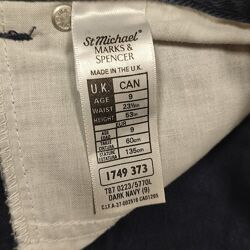 St Michael®
MARKS &
SPENCER
MADE IN THE U.K.
U.K. CAN
AGE 9
WAIST 23½in
HEIGHT 53in
9
60cm
135cm
1749 373
T87 0223/5770L
DARK NAVY (9)